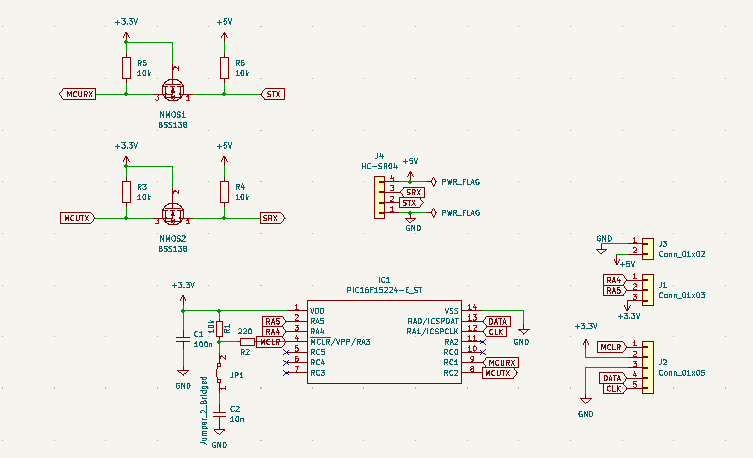 +3.3V
+5V
R5
10k
R6
10k
2
MCURX
3
1
STX
NMOS1
BSS138
+3.3V
+5V
R3
10k
R4
10k
2
MCUTX
3
1
SRX
NMOS2
BSS138
J4
HC-SR04
+5V
4
PWR_FLAG
3
SRX
2
STX
1
PWR_FLAG
GND
GND
1
2
J3
Conn_01x02
+5V
RA4
1
RA5
2
3
J1
Conn_01x03
+3.3V
+3.3V
MCLR
1
2
3
DATA
4
CLK
5
J2
Conn_01x05
GND
+3.3V
C1
100n
GND
10k
R1
220
R2
2
JP1
1
Jumper_2_Bridged
C2
10n
GND
IC1
PIC16F15224-E_ST
1
VDD
RA5
2
RA5
RA4
3
RA4
MCLR
4
MCLR/VPP/RA3
5
RC5
6
RC4
7
RC3
VSS
14
RA0/ICSPDAT
13
DATA
RA1/ICSPCLK
12
CLK
RA2
11
RC0
10
RC1
9
MCURX
RC2
8
MCUTX
GND